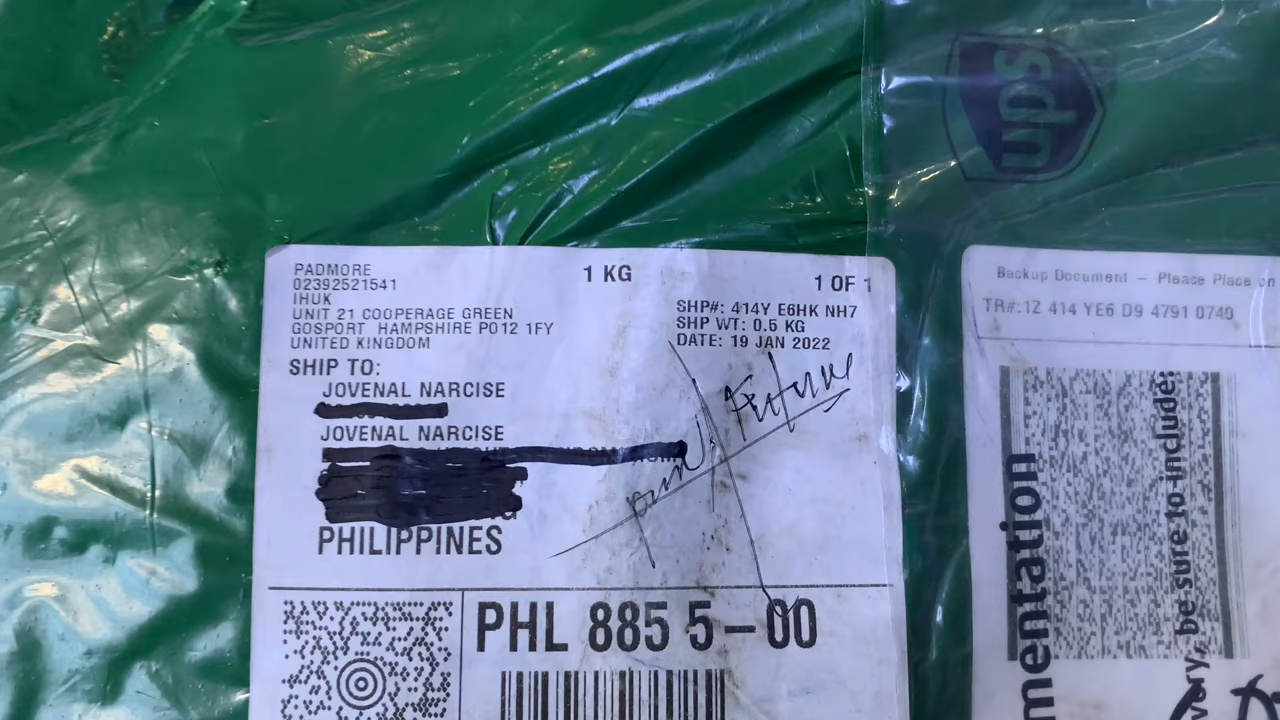 ups
PADMORE
02392521541
IHUK
UNIT 21 COOPERAGE GREEN
GOSPORT HAMPSHIRE PO12 1FY
UNITED KINGDOM
1 KG
1 OF 1
SHP#: 414Y E6HK NH7
SHP WT: 0.5 KG
DATE: 19 JAN 2022
SHIP TO:
JOVENAL NARCISE
JOVENAL NARCISE
PHILIPPINES
PHL 885 5-00
Backup Document - Please Place on
TR#:1Z 414 YE6 D9 4791 0740
mentation
very, be sure to include: